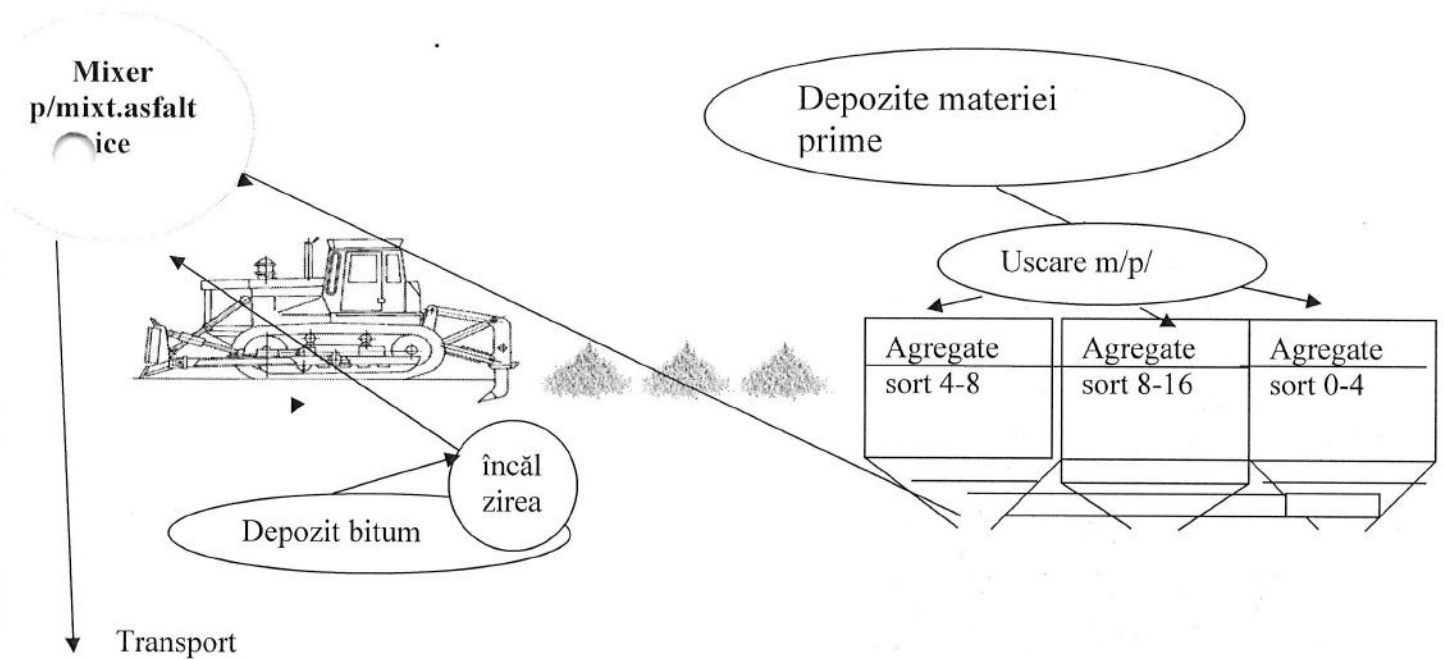 Mixer
p/mixt.asfalt
ice
Depozite materiei
prime
Uscare m/p/
Agregate
sort 4-8
Agregate
sort 8-16
Agregate
sort 0-4
încăl
zirea
Depozit bitum
Transport